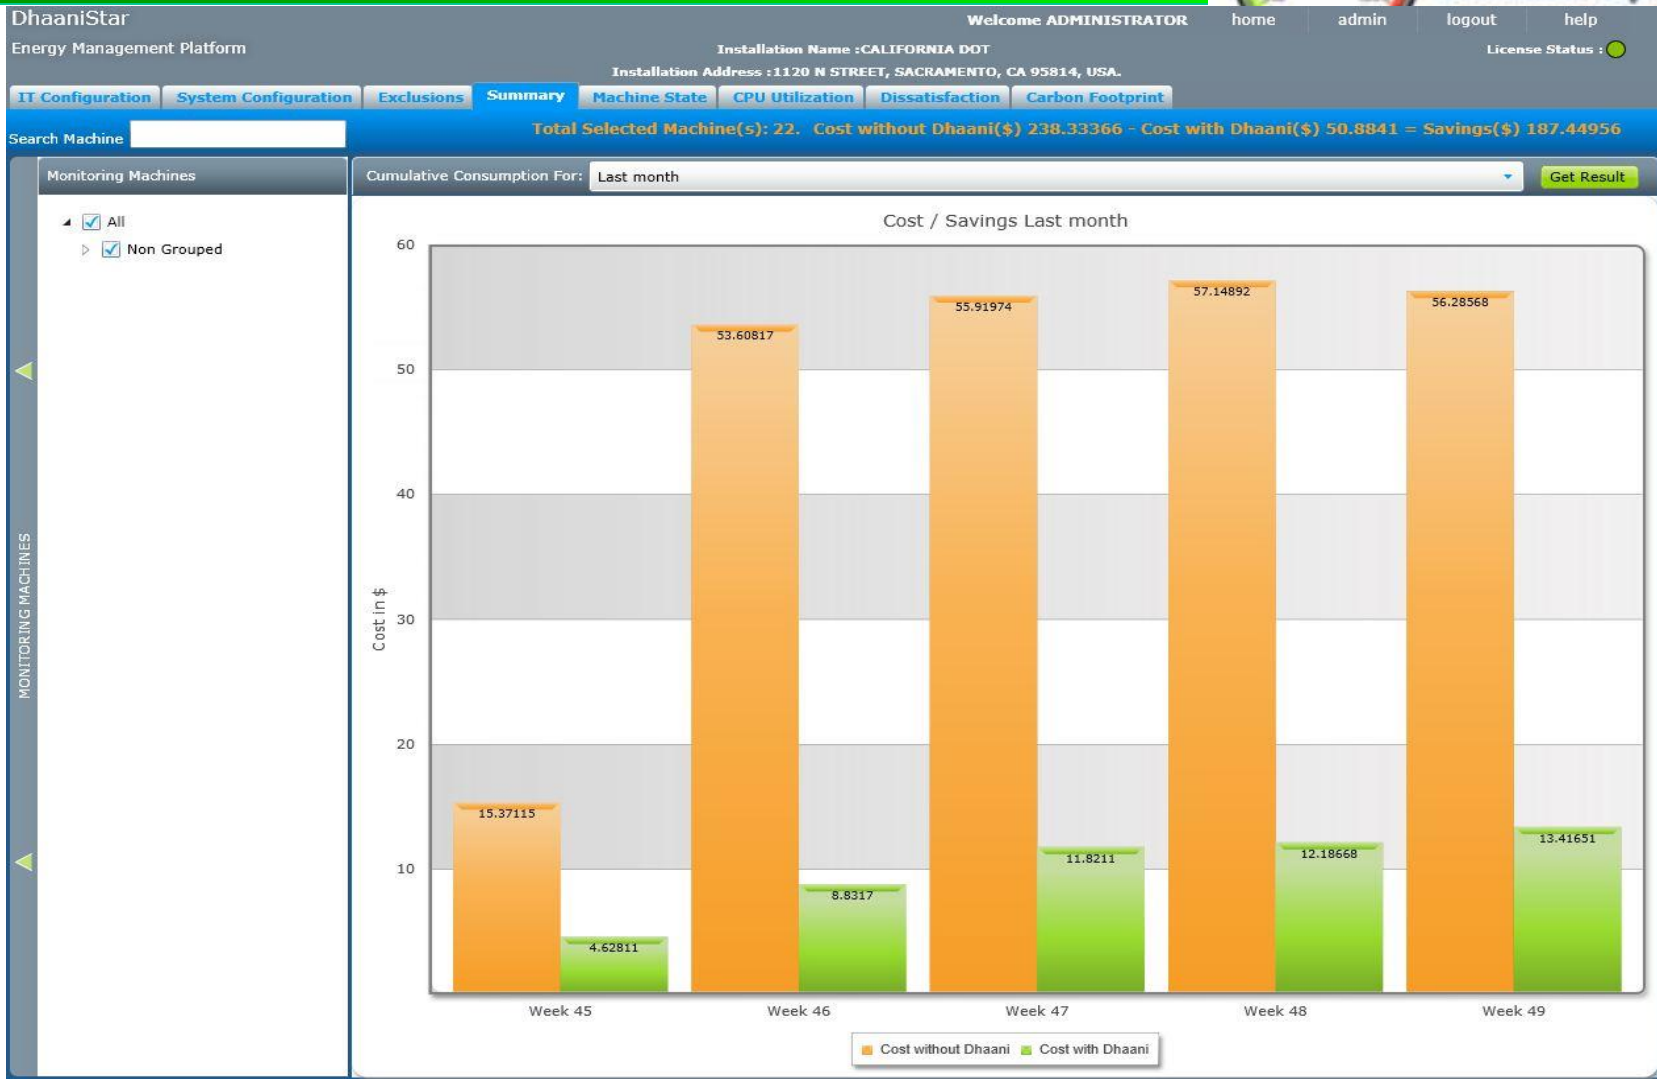 DhaaniStar
Welcome ADMINISTRATOR home admin logout help
Energy Management Platform
Installation Name :CALIFORNIA DOT
License Status :
Installation Address :1120 N STREET, SACRAMENTO, CA 95814, USA.
IT Configuration System Configuration Exclusions Summary Machine State CPU Utilization Dissatisfaction Carbon Footprint
Search Machine
Total Selected Machine(s): 22. Cost without Dhaani($) 238.33366 - Cost with Dhaani($) 50.8841 = Savings($) 187.44956
Monitoring Machines
Cumulative Consumption For: Last month Get Result
All
Non Grouped
MONITORING MACHINES
Cost / Savings Last month
Cost in $
60
50
40
30
20
10
15.37115
4.62811
53.60817
8.8317
55.91974
11.8211
57.14892
12.18668
56.28568
13.41651
Week 45 Week 46 Week 47 Week 48 Week 49
Cost without Dhaani Cost with Dhaani